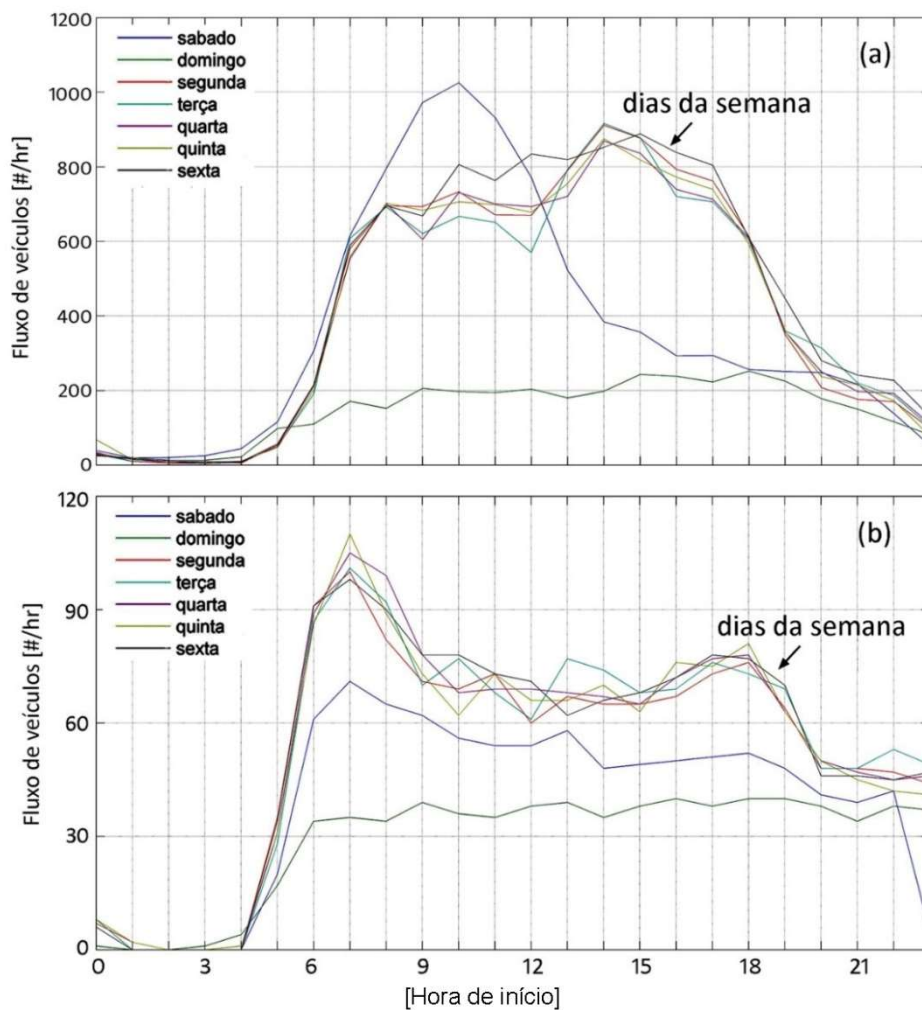 1200
1000
800
600
400
200
0
Fluxo de veículos [#/hr]
sabado
domingo
segunda
terça
quarta
quinta
sexta
(a)
dias da semana
120
90
60
30
0
Fluxo de veículos [#/hr]
sabado
domingo
segunda
terça
quarta
quinta
sexta
(b)
dias da semana
0 3 6 9 12 15 18 21
[Hora de início]